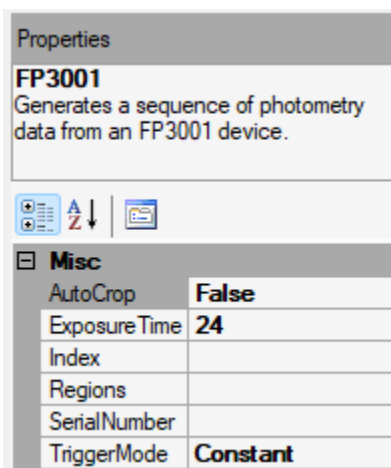 Properties
FP3001
Generates a sequence of photometry
data from an FP3001 device.
A
Z
Misc
AutoCrop False
ExposureTime 24
Index
Regions
SerialNumber
TriggerMode Constant